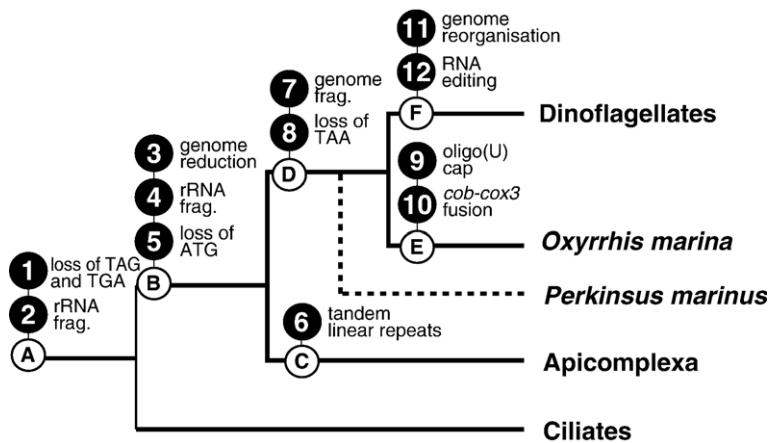 11 genome
reorganisation
12 RNA
editing
7 genome
frag.
8 loss of
TAA
F
Dinoflagellates
3 genome
reduction
4 rRNA
frag.
5 loss of
ATG
D
9 oligo(U)
cap
10 cob-cox3
fusion
E
Oxyrrhis marina
1 loss of TAG
and TGA
2 rRNA
frag.
B
Perkinsus marinus
6 tandem
linear repeats
A
C
Apicomplexa
Ciliates